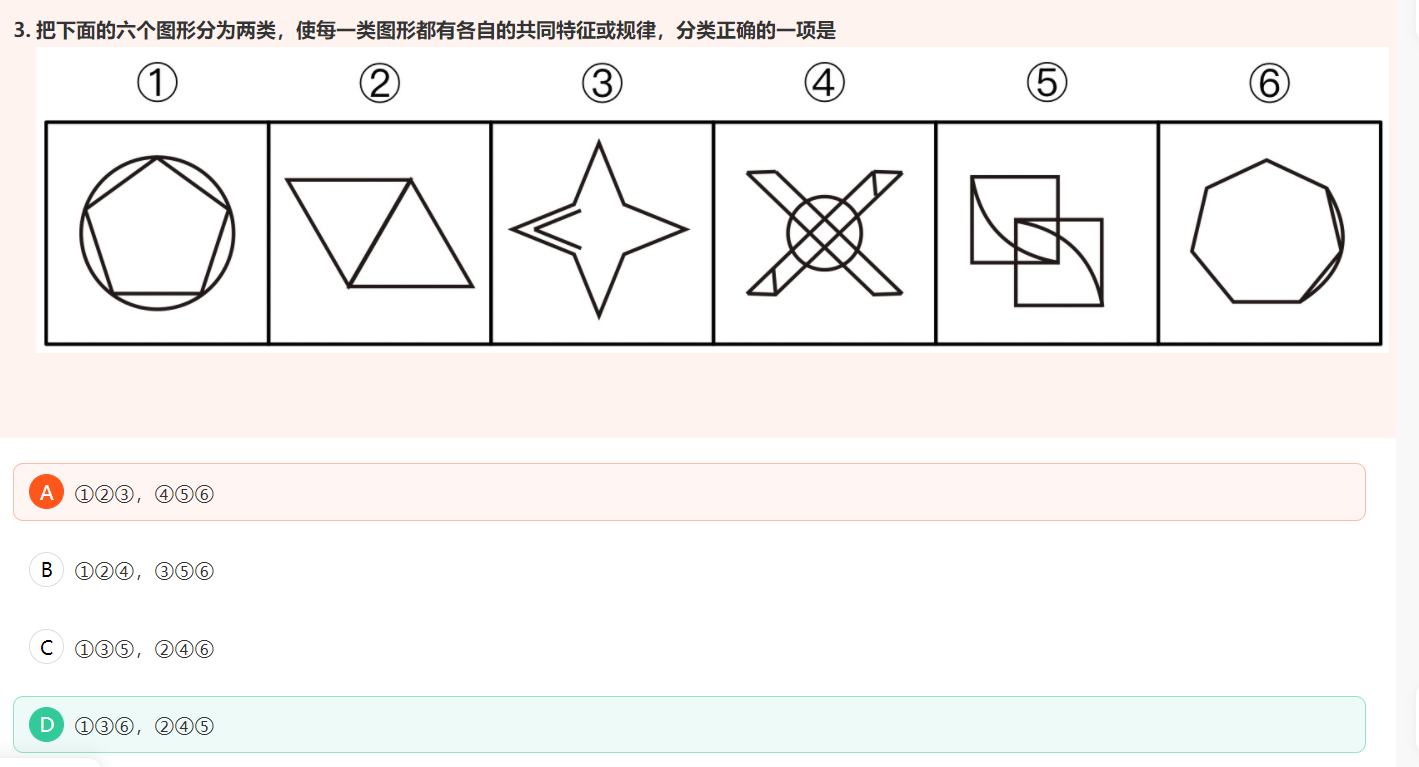 3. 把下面的六个图形分为两类，使每一类图形都有各自的共同特征或规律，分类正确的一项是
① ② ③ ④ ⑤ ⑥
A ①②③，④⑤⑥
B ①②④，③⑤⑥
C ①③⑤，②④⑥
D ①③⑥，②④⑤